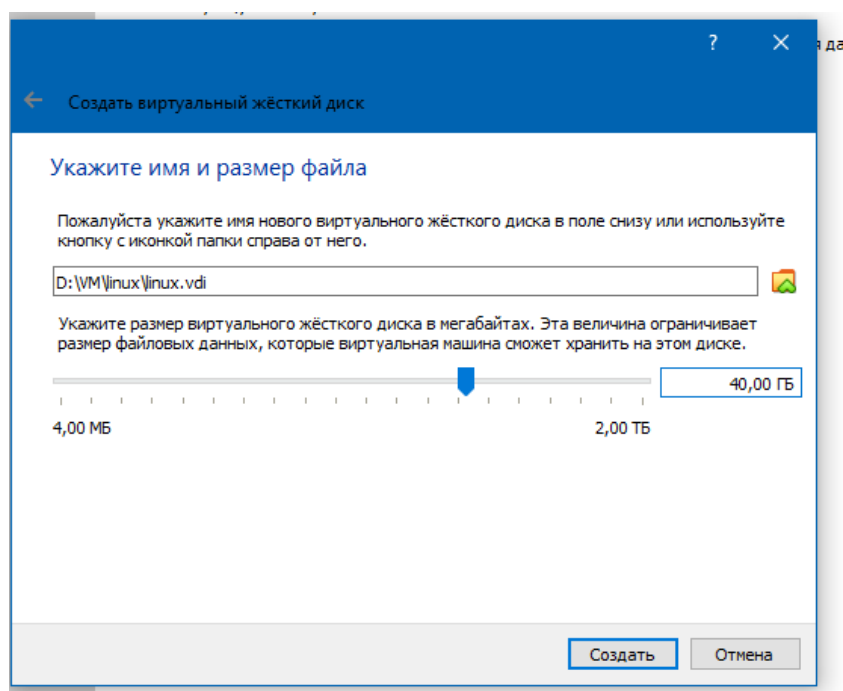 ?
я да
Создать виртуальный жёсткий диск
Укажите имя и размер файла
Пожалуйста укажите имя нового виртуального жёсткого диска в поле снизу или используйте
кнопку с иконкой папки справа от него.
D:\VM\linux\linux.vdi
Укажите размер виртуального жёсткого диска в мегабайтах. Эта величина ограничивает
размер файловых данных, которые виртуальная машина сможет хранить на этом диске.
40,00 ГБ
4,00 МБ
2,00 ТБ
Создать
Отмена